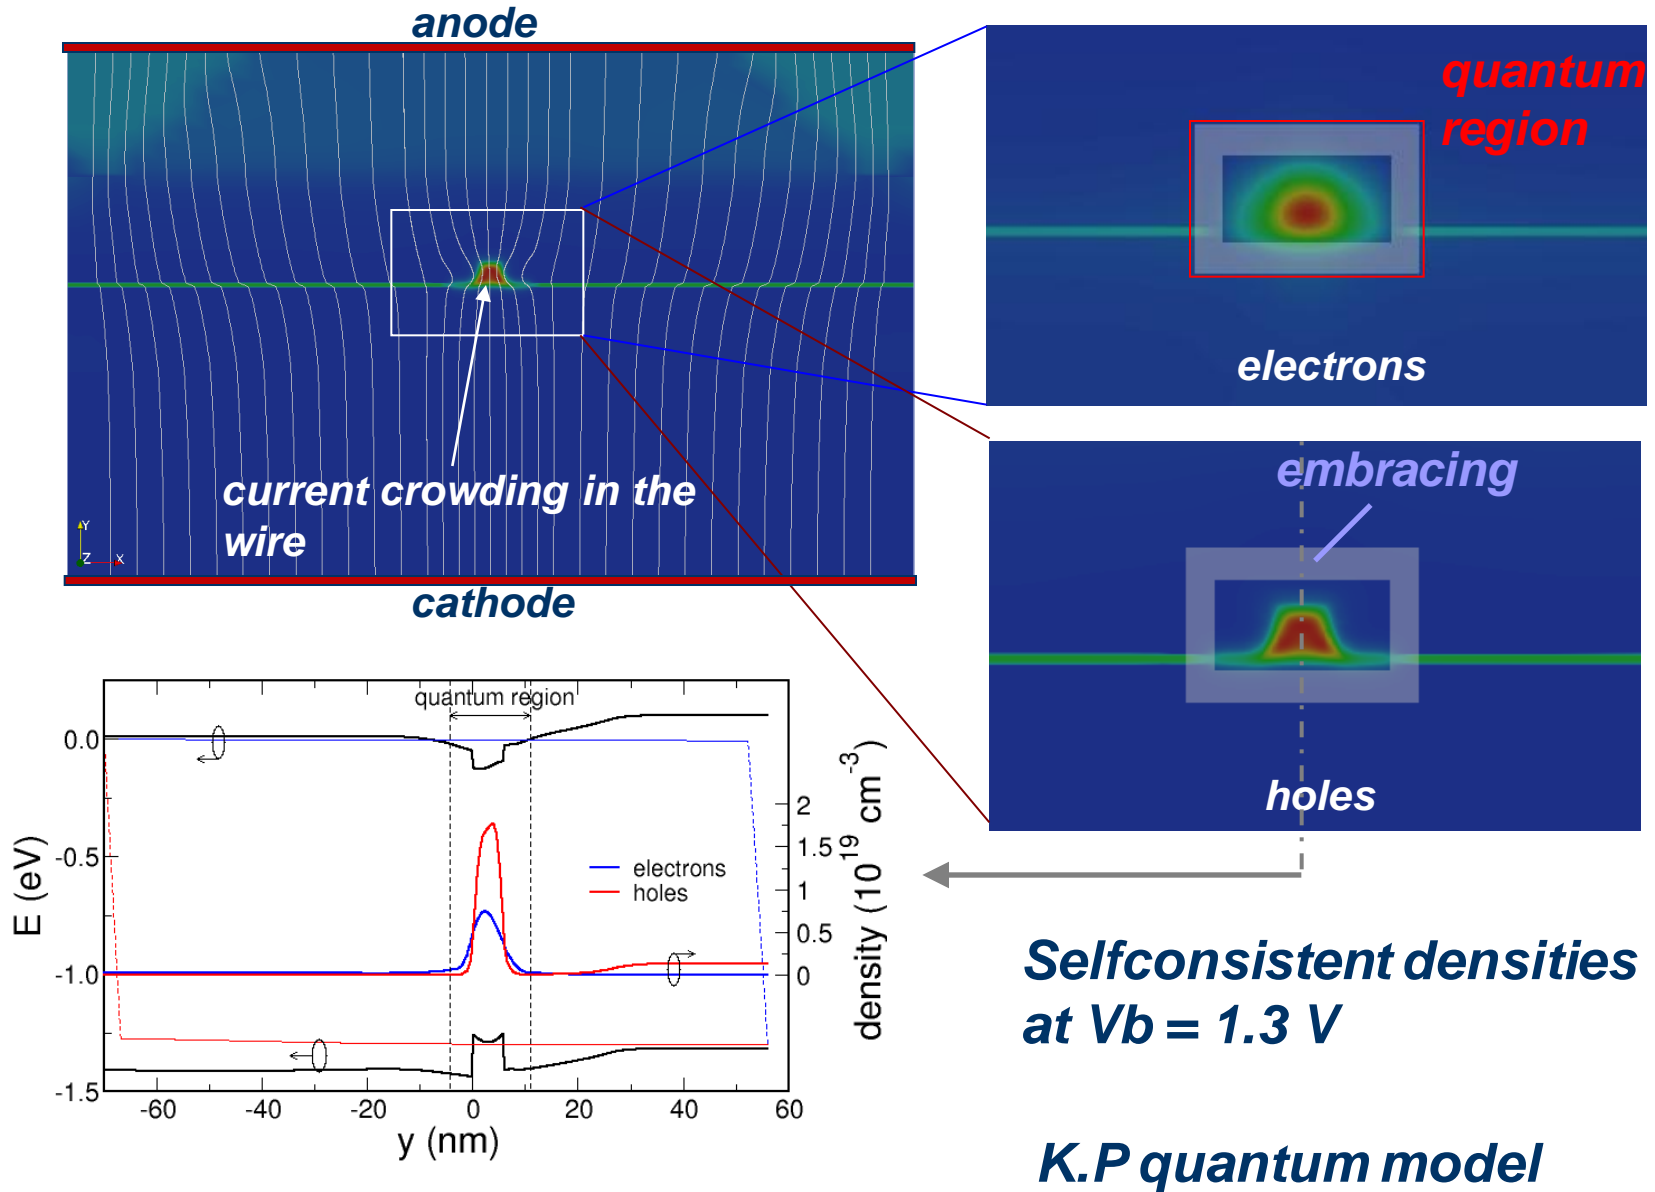 anode
quantum
region
electrons
current crowding in the
wire
Y
Z
X
cathode
embracing
holes
quantum region
0.0
-0.5
-1.0
-1.5
E (eV)
2
1.5
1
0.5
0
density (10^19 cm^-3)
electrons
holes
-60
-40
-20
0
20
40
60
y (nm)
Selfconsistent densities
at Vb = 1.3 V
K.P quantum model